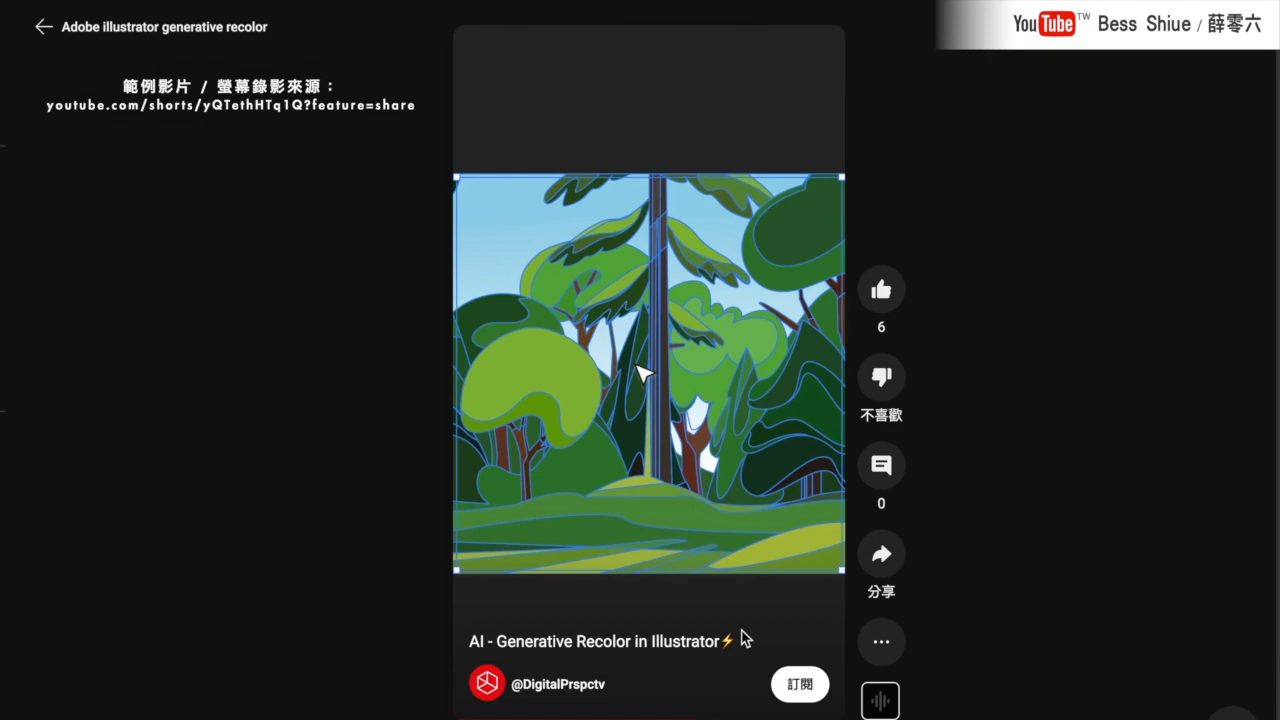 Adobe illustrator generative recolor
YouTube TW Bess Shiue / 薛零六
範例影片 / 螢幕錄影來源：
youtube.com/shorts/yQTethHTq1Q?feature=share
6
不喜歡
0
分享
AI - Generative Recolor in Illustrator⚡
@DigitalPrspctv
訂閱